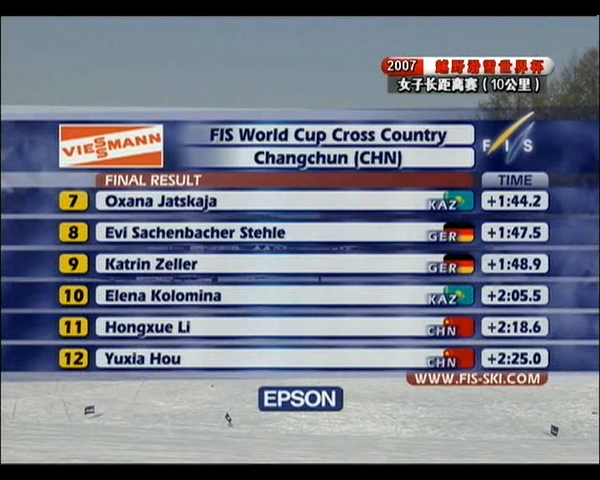 2007 越野滑雪世界杯
女子长距离赛(10公里)
VIESSMANN
FIS World Cup Cross Country
Changchun (CHN)
FIS
FINAL RESULT TIME
7 Oxana Jatskaja KAZ +1:44.2
8 Evi Sachenbacher Stehle GER +1:47.5
9 Katrin Zeller GER +1:48.9
10 Elena Kolomina KAZ +2:05.5
11 Hongxue Li CHN +2:18.6
12 Yuxia Hou CHN +2:25.0
WWW.FIS-SKI.COM
EPSON